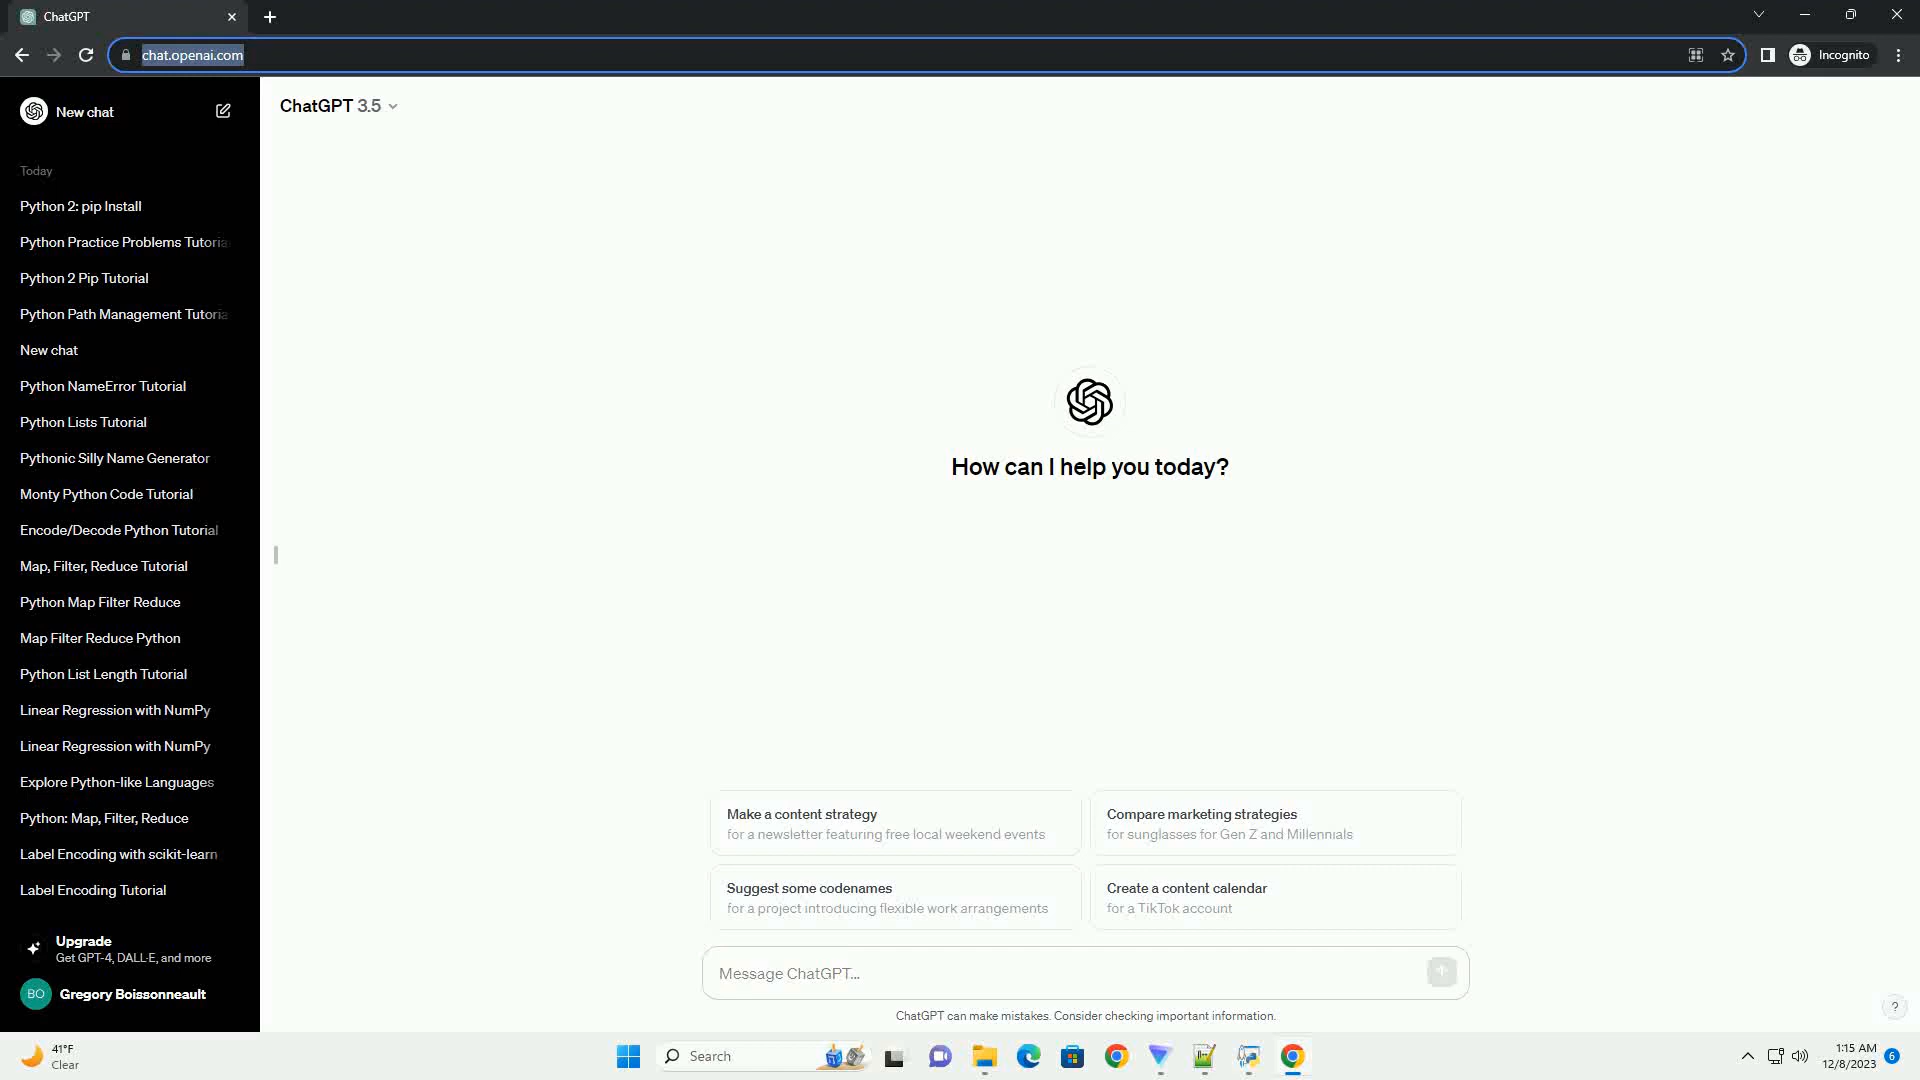 ChatGPT
chat.openai.com
Incognito
New chat
ChatGPT 3.5
Today
Python 2: pip Install
Python Practice Problems Tutoria
Python 2 Pip Tutorial
Python Path Management Tutoria
New chat
Python NameError Tutorial
Python Lists Tutorial
Pythonic Silly Name Generator
Monty Python Code Tutorial
Encode/Decode Python Tutorial
Map, Filter, Reduce Tutorial
Python Map Filter Reduce
Map Filter Reduce Python
Python List Length Tutorial
Linear Regression with NumPy
Linear Regression with NumPy
Explore Python-like Languages
Python: Map, Filter, Reduce
Label Encoding with scikit-learn
Label Encoding Tutorial
Upgrade
Get GPT-4, DALL·E, and more
BO
Gregory Boissonneault
How can I help you today?
Make a content strategy
for a newsletter featuring free local weekend events
Compare marketing strategies
for sunglasses for Gen Z and Millennials
Suggest some codenames
for a project introducing flexible work arrangements
Create a content calendar
for a TikTok account
Message ChatGPT...
ChatGPT can make mistakes. Consider checking important information.
?
41°F
Clear
Search
1:15 AM
12/8/2023
6